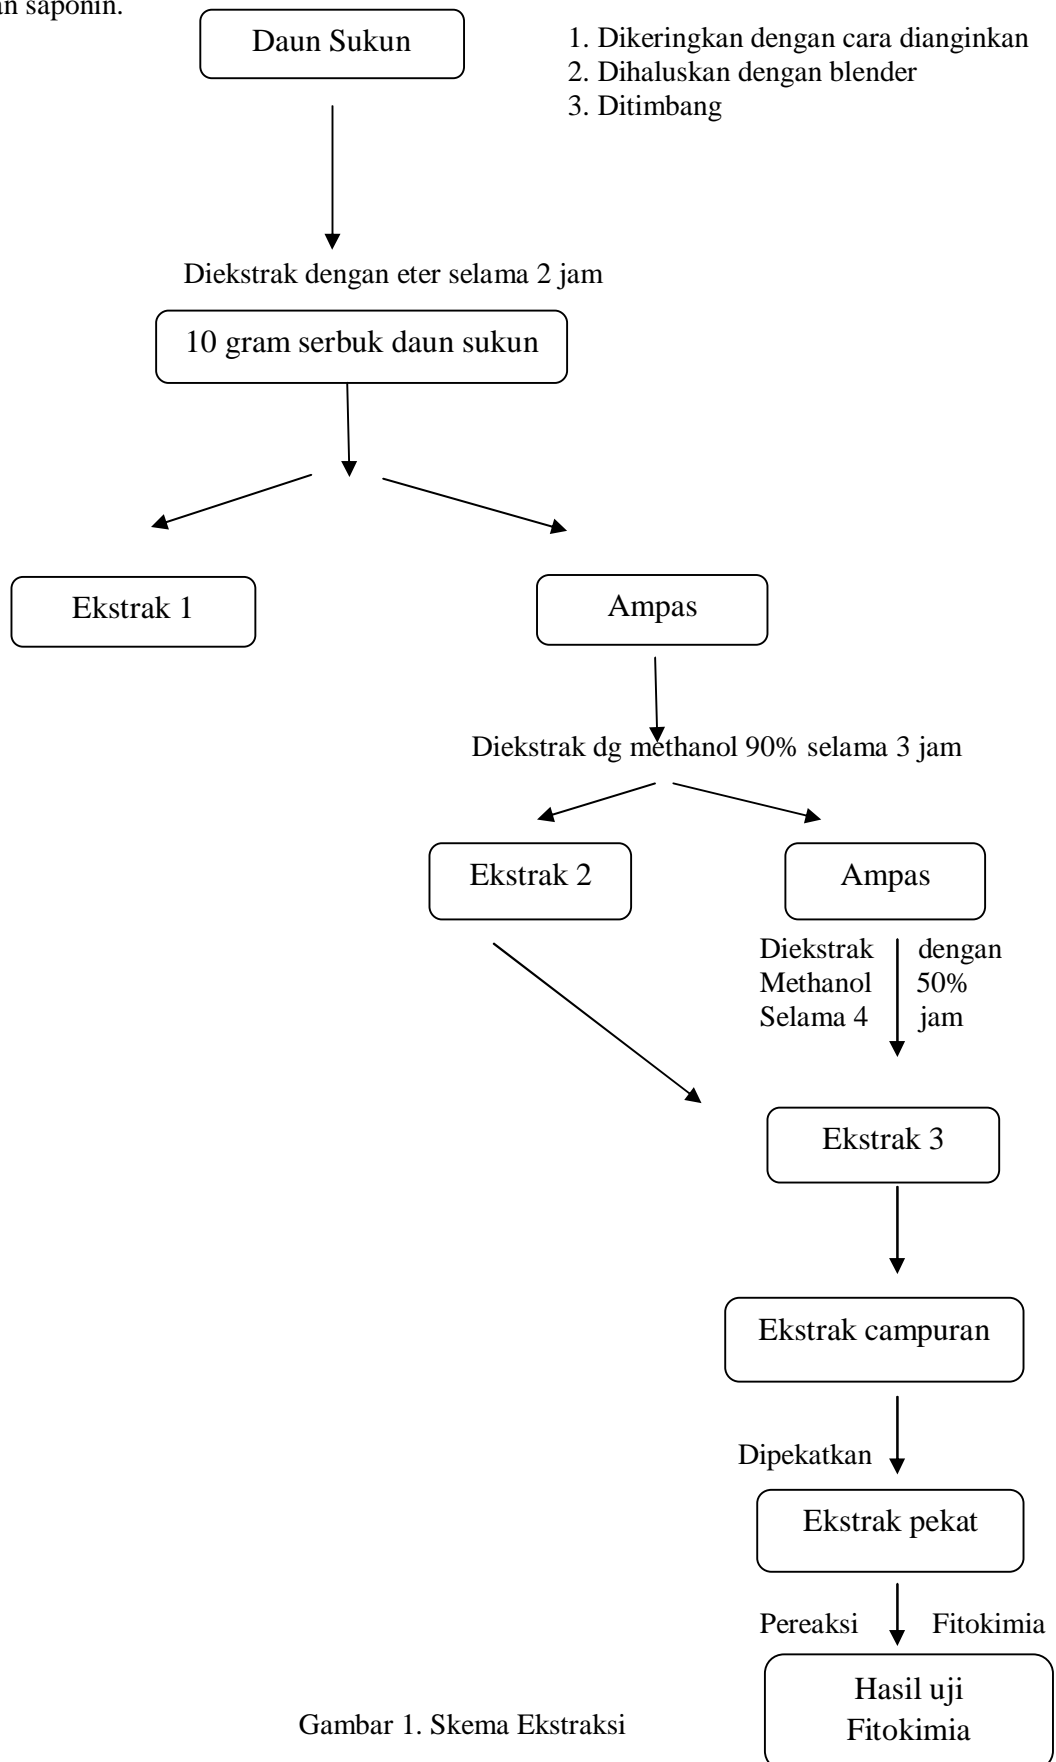 an saponin.
Daun Sukun
1. Dikeringkan dengan cara dianginkan
2. Dihaluskan dengan blender
3. Ditimbang
Diekstrak dengan eter selama 2 jam
10 gram serbuk daun sukun
Ekstrak 1
Ampas
Diekstrak dg methanol 90% selama 3 jam
Ekstrak 2
Ampas
Diekstrak dengan
Methanol 50%
Selama 4 jam
Ekstrak 3
Ekstrak campuran
Dipekatkan
Ekstrak pekat
Pereaksi Fitokimia
Hasil uji
Fitokimia
Gambar 1. Skema Ekstraksi